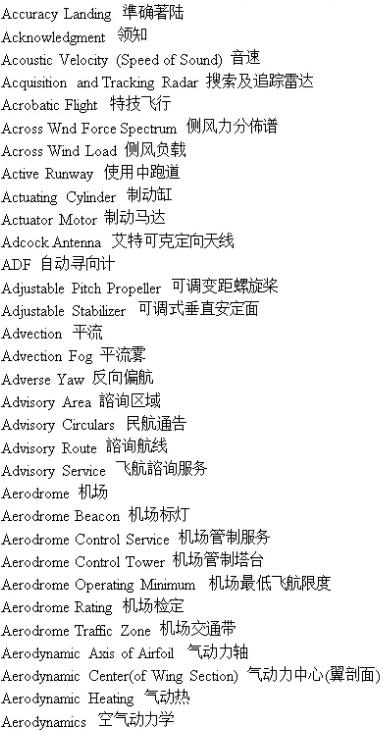 Accuracy Landing 準確著陆
Acknowledgment 领知
Acoustic Velocity (Speed of Sound) 音速
Acquisition and Tracking Radar 搜索及追踪雷达
Acrobatic Flight 特技飞行
Across Wnd Force Spectrum 侧风力分佈谱
Across Wind Load 侧风负载
Active Runway 使用中跑道
Actuating Cylinder 制动缸
Actuator Motor 制动马达
Adcock Antenna 艾特可克定向天线
ADF 自动寻向计
Adjustable Pitch Propeller 可调变距螺旋桨
Adjustable Stabilizer 可调式垂直安定面
Advection 平流
Advection Fog 平流雾
Adverse Yaw 反向偏航
Advisory Area 諮询区域
Advisory Circulars 民航通告
Advisory Route 諮询航线
Advisory Service 飞航諮询服务
Aerodrome 机场
Aerodrome Beacon 机场标灯
Aerodrome Control Service 机场管制服务
Aerodrome Control Tower 机场管制塔台
Aerodrome Operating Minimum 机场最低飞航限度
Aerodrome Rating 机场检定
Aerodrome Traffic Zone 机场交通带
Aerodynamic Axis of Airfoil 气动力轴
Aerodynamic Center(of Wing Section) 气动力中心(翼剖面)
Aerodynamic Heating 气动热
Aerodynamics 空气动力学